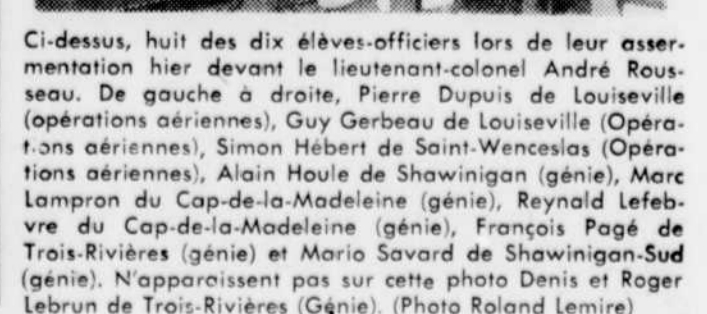 Ci-dessus, huit des dix élèves-officiers lors de leur asser-
mentation hier devant le lieutenant-colonel André Rous-
seau. De gauche à droite, Pierre Dupuis de Louiseville
(opérations aériennes), Guy Gerbeau de Louiseville (Opéra-
tions aériennes), Simon Hébert de Saint-Wenceslas (Opéra-
tions aériennes), Alain Houle de Shawinigan (génie), Marc
Lampron du Cap-de-la-Madeleine (génie), Reynald Lefeb-
vre du Cap-de-la-Madeleine (génie), François Pagé de
Trois-Rivières (génie) et Mario Savard de Shawinigan-Sud
(génie). N'apparaissent pas sur cette photo Denis et Roger
Lebrun de Trois-Rivières (Génie). (Photo Roland Lemire)